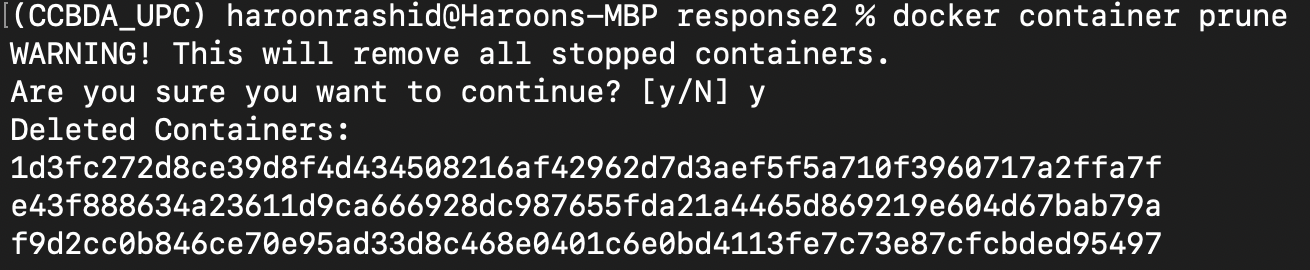 [(CCBDA_UPC) haroonrashid@Haroons-MBP response2 % docker container prune
WARNING! This will remove all stopped containers.
Are you sure you want to continue? [y/N] y
Deleted Containers:
1d3fc272d8ce39d8f4d434508216af42962d7d3aef5f5a710f3960717a2ffa7f
e43f888634a23611d9ca666928dc987655fda21a4465d869219e604d67bab79a
f9d2cc0b846ce70e95ad33d8c468e0401c6e0bd4113fe7c73e87cfcbded95497